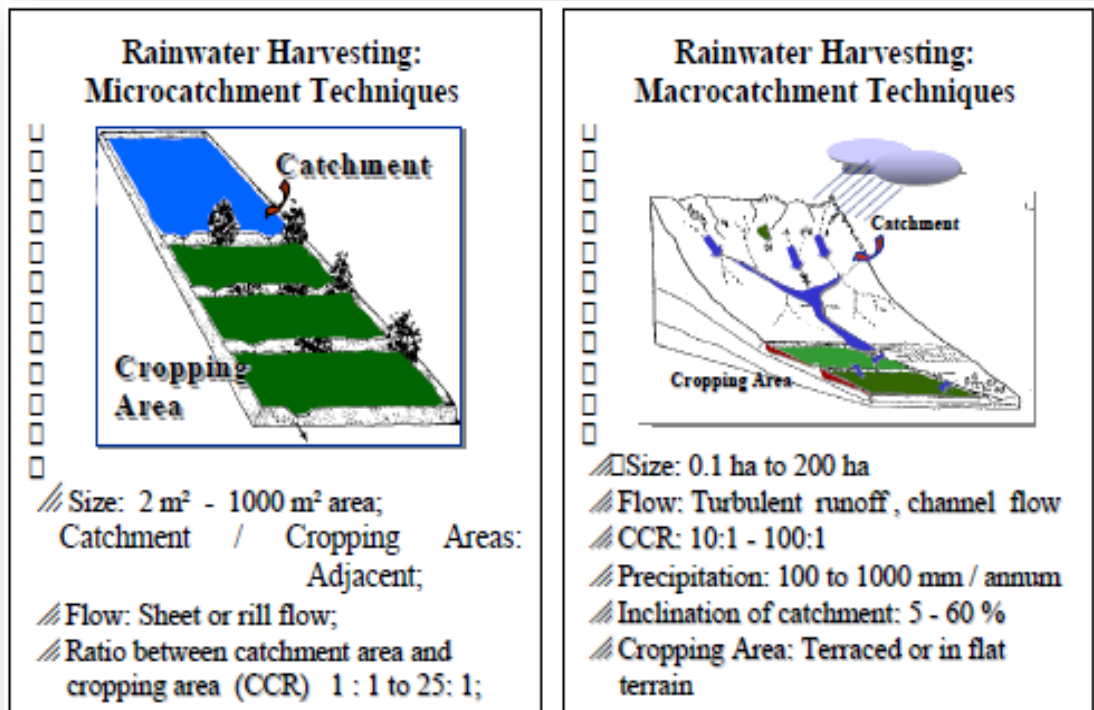 Rainwater Harvesting:
Microcatchment Techniques
Catchment
Cropping
Area
Size: 2 m² - 1000 m² area;
Catchment / Cropping Areas:
Adjacent;
Flow: Sheet or rill flow;
Ratio between catchment area and
cropping area (CCR) 1 : 1 to 25: 1;
Rainwater Harvesting:
Macrocatchment Techniques
Catchment
Cropping Area
Size: 0.1 ha to 200 ha
Flow: Turbulent runoff , channel flow
CCR: 10:1 - 100:1
Precipitation: 100 to 1000 mm / annum
Inclination of catchment: 5 - 60 %
Cropping Area: Terraced or in flat
terrain